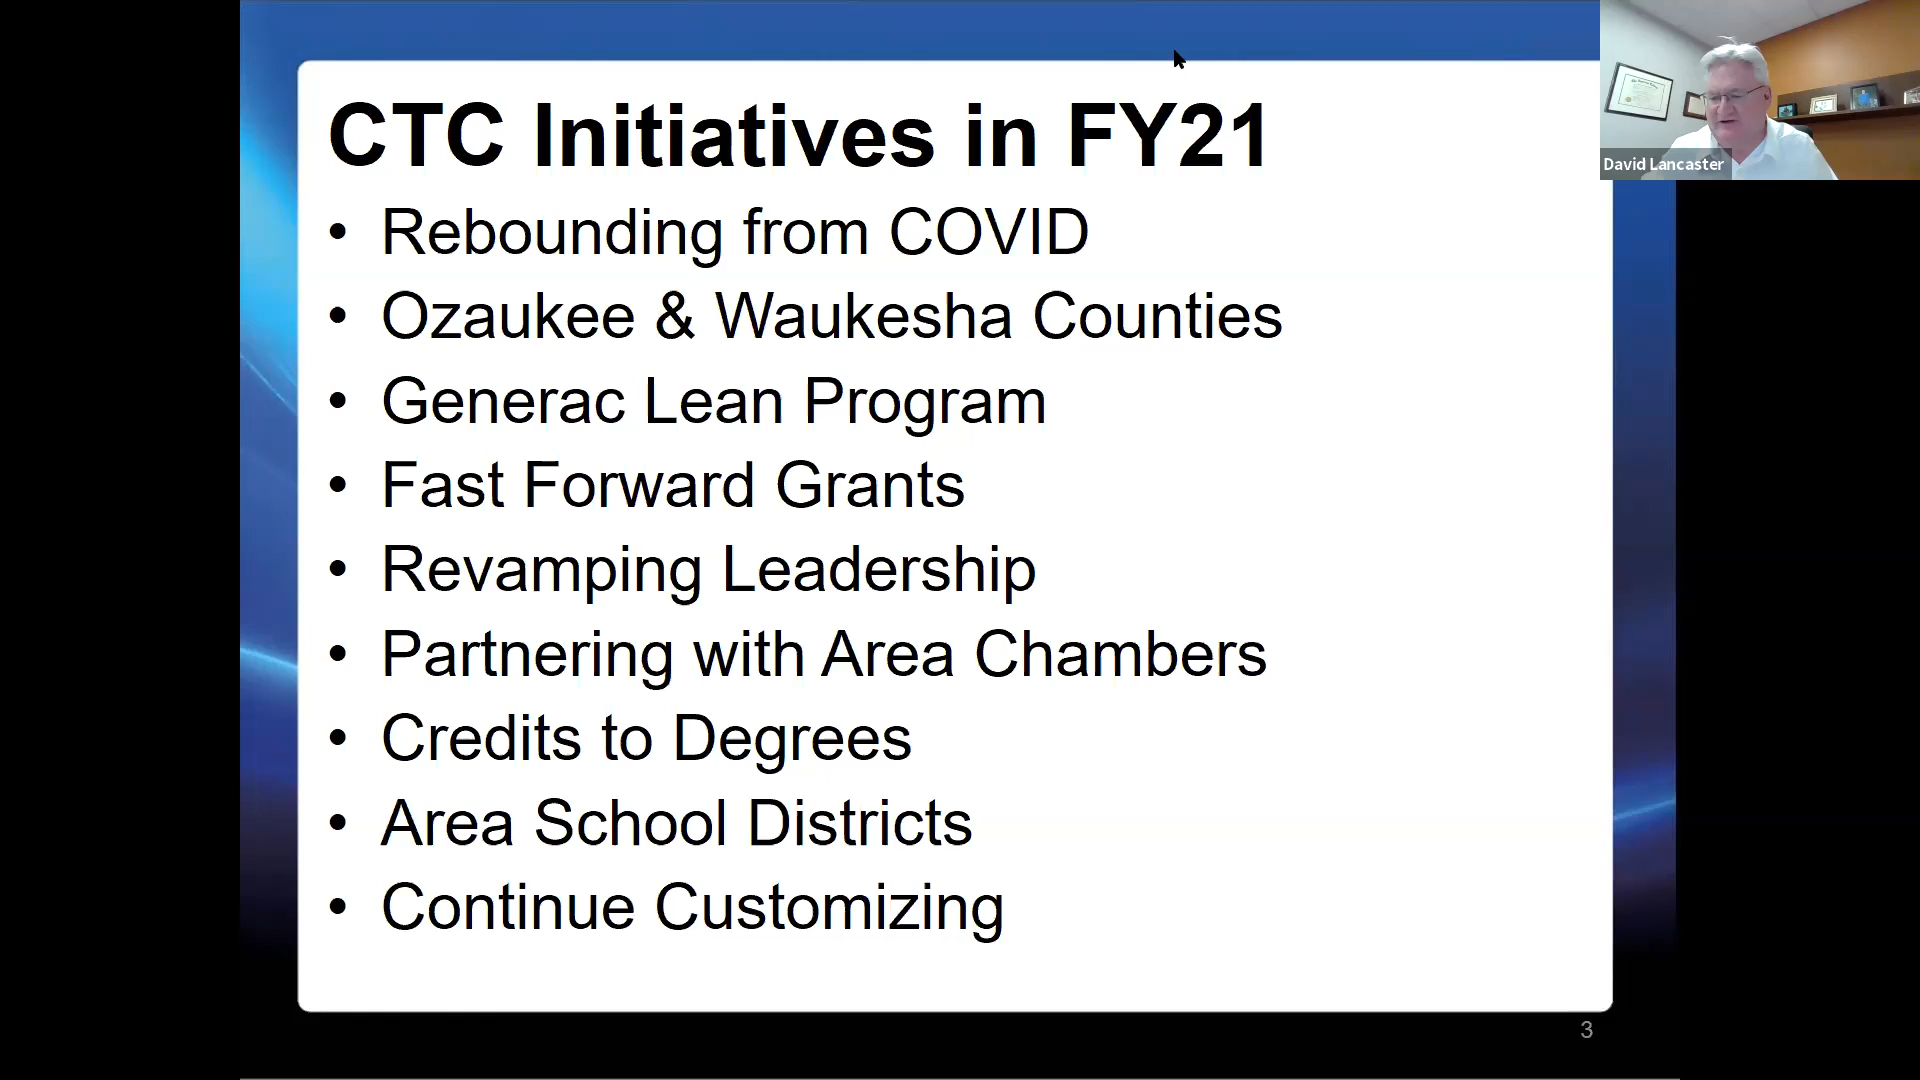 CTC Initiatives in FY21
• Rebounding from COVID
• Ozaukee & Waukesha Counties
• Generac Lean Program
• Fast Forward Grants
• Revamping Leadership
• Partnering with Area Chambers
• Credits to Degrees
• Area School Districts
• Continue Customizing
David Lancaster
3